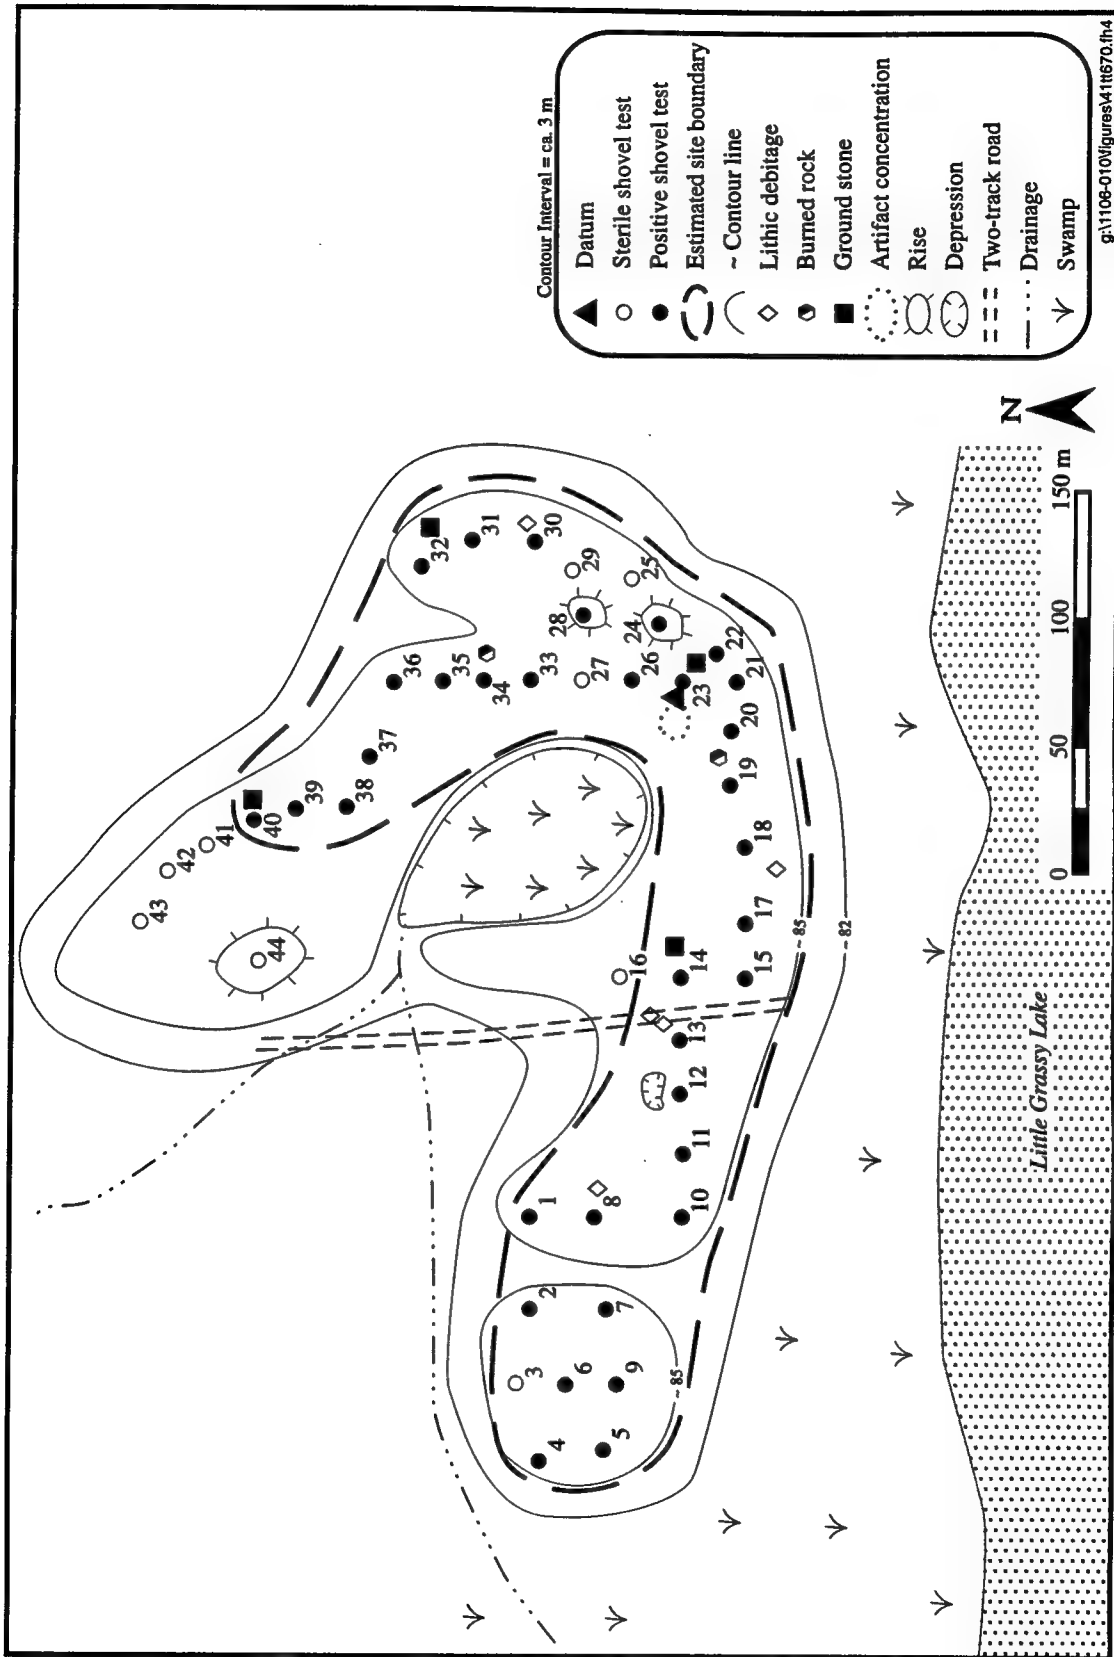 Contour Interval = ca. 3 m
Datum
Sterile shovel test
Positive shovel test
Estimated site boundary
~ Contour line
Lithic debitage
Burned rock
Ground stone
Artifact concentration
Rise
Depression
Two-track road
Drainage
Swamp
43
42
41
40
44
39
38
37
36
35
34
33
32
31
30
29
28
27
26
25
24
23
22
21
20
19
18
17
16
15
14
13
12
11
10
1
8
2
7
3
6
9
4
5
~ 85
~ 85
~ 82
Little Grassy Lake
0
50
100
150 m
N
g:\1106-010\figures\41tt670.fh4